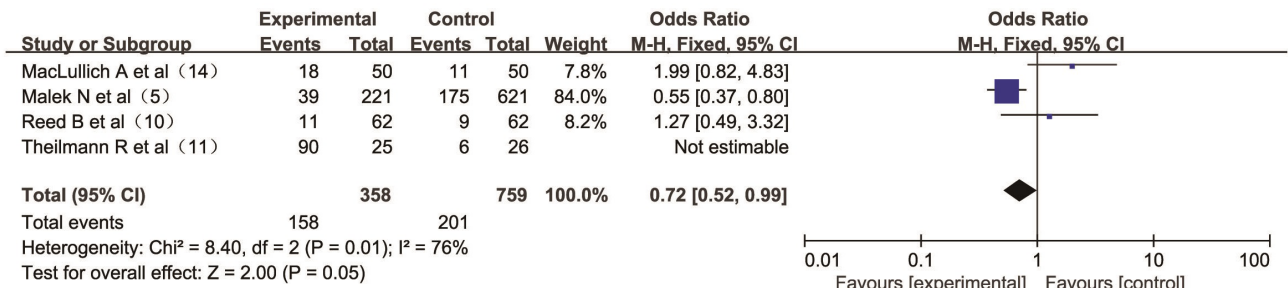 Experimental Control Odds Ratio Odds Ratio
Study or Subgroup Events Total Events Total Weight M-H, Fixed, 95% CI M-H, Fixed, 95% CI
MacLullich A et al（14） 18 50 11 50 7.8% 1.99 [0.82, 4.83]
Malek N et al（5） 39 221 175 621 84.0% 0.55 [0.37, 0.80]
Reed B et al（10） 11 62 9 62 8.2% 1.27 [0.49, 3.32]
Theilmann R et al（11） 90 25 6 26 Not estimable
Total (95% CI) 358 759 100.0% 0.72 [0.52, 0.99]
Total events 158 201
Heterogeneity: Chi² = 8.40, df = 2 (P = 0.01); I² = 76%
Test for overall effect: Z = 2.00 (P = 0.05)
0.01 0.1 1 10 100
Favours [experimental] Favours [control]